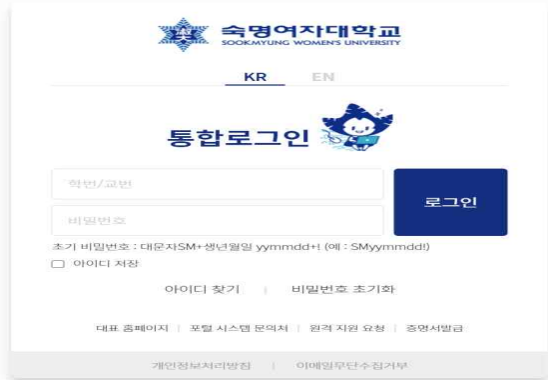 숙명여자대학교
SOOKMYUNG WOMEN'S UNIVERSITY
KR EN
통합로그인
학번/교번
로그인
비밀번호
초기 비밀번호 : 대문자SM+생년월일 yymmdd+! (예 : SMyymmdd!)
아이디 저장
아이디 찾기 | 비밀번호 초기화
대표 홈페이지 | 포털 시스템 문의처 | 원격 지원 요청 | 증명서발급
개인정보처리방침 | 이메일무단수집거부